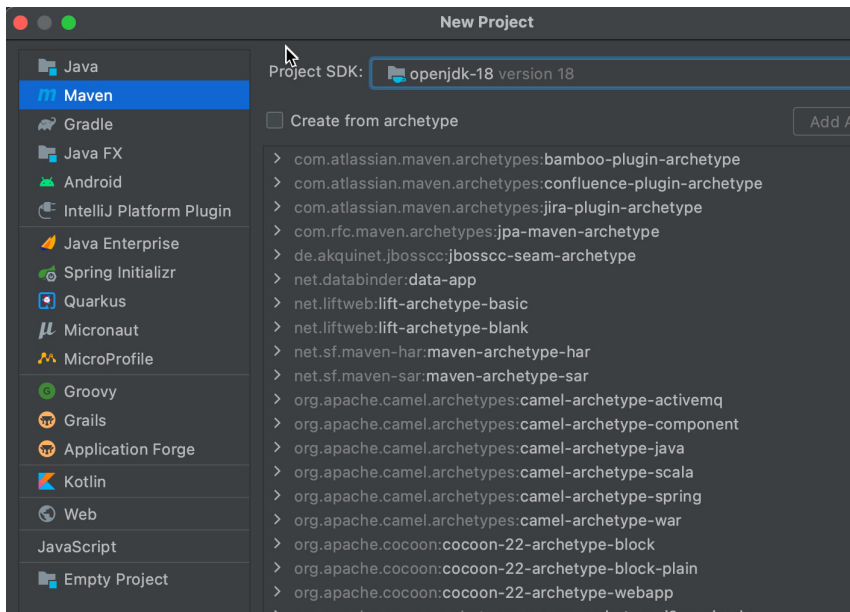 New Project
Java
Maven
Gradle
Java FX
Android
IntelliJ Platform Plugin
Java Enterprise
Spring Initializr
Quarkus
Micronaut
MicroProfile
Groovy
Grails
Application Forge
Kotlin
Web
JavaScript
Empty Project
Project SDK: openjdk-18 version 18
Create from archetype
Add A
com.atlassian.maven.archetypes:bamboo-plugin-archetype
com.atlassian.maven.archetypes:confluence-plugin-archetype
com.atlassian.maven.archetypes:jira-plugin-archetype
com.rfc.maven.archetypes:jpa-maven-archetype
de.akquinet.jbosscc:jbosscc-seam-archetype
net.databinder:data-app
net.liftweb:lift-archetype-basic
net.liftweb:lift-archetype-blank
net.sf.maven-har:maven-archetype-har
net.sf.maven-sar:maven-archetype-sar
org.apache.camel.archetypes:camel-archetype-activemq
org.apache.camel.archetypes:camel-archetype-component
org.apache.camel.archetypes:camel-archetype-java
org.apache.camel.archetypes:camel-archetype-scala
org.apache.camel.archetypes:camel-archetype-spring
org.apache.camel.archetypes:camel-archetype-war
org.apache.cocoon:cocoon-22-archetype-block
org.apache.cocoon:cocoon-22-archetype-block-plain
org.apache.cocoon:cocoon-22-archetype-webapp